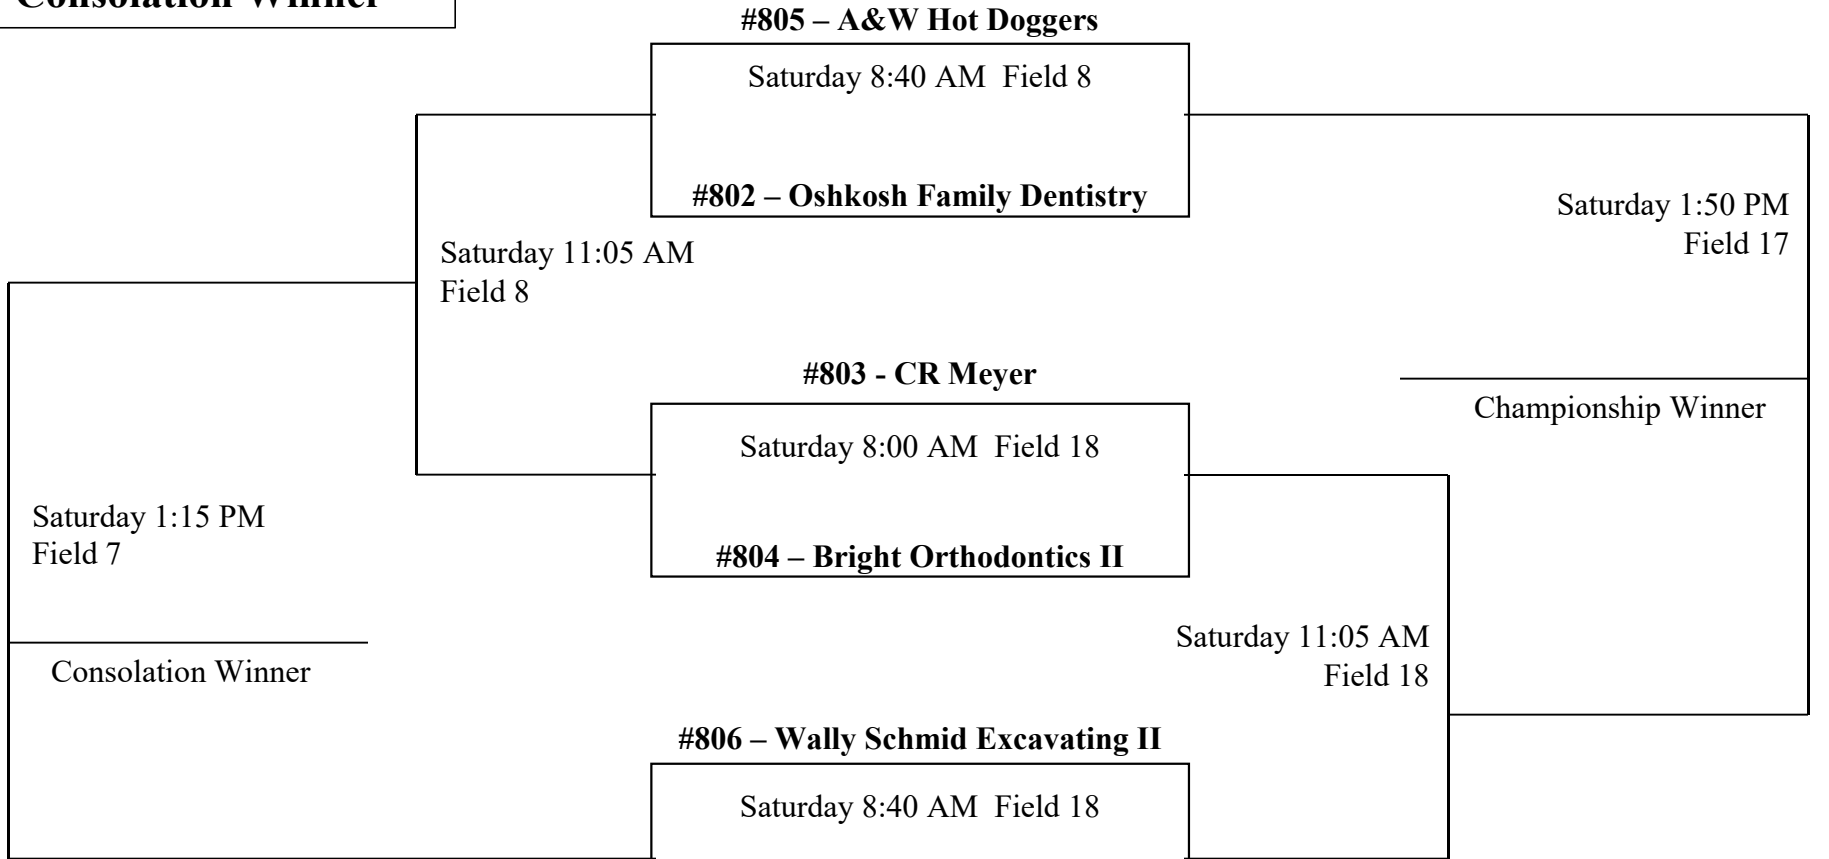 Consolation Winner
#805 – A&W Hot Doggers
Saturday 8:40 AM  Field 8
#802 – Oshkosh Family Dentistry
Saturday 1:50 PM
Field 17
Saturday 11:05 AM
Field 8
#803 - CR Meyer
Championship Winner
Saturday 8:00 AM  Field 18
Saturday 1:15 PM
Field 7
#804 – Bright Orthodontics II
Saturday 11:05 AM
Field 18
Consolation Winner
#806 – Wally Schmid Excavating II
Saturday 8:40 AM  Field 18